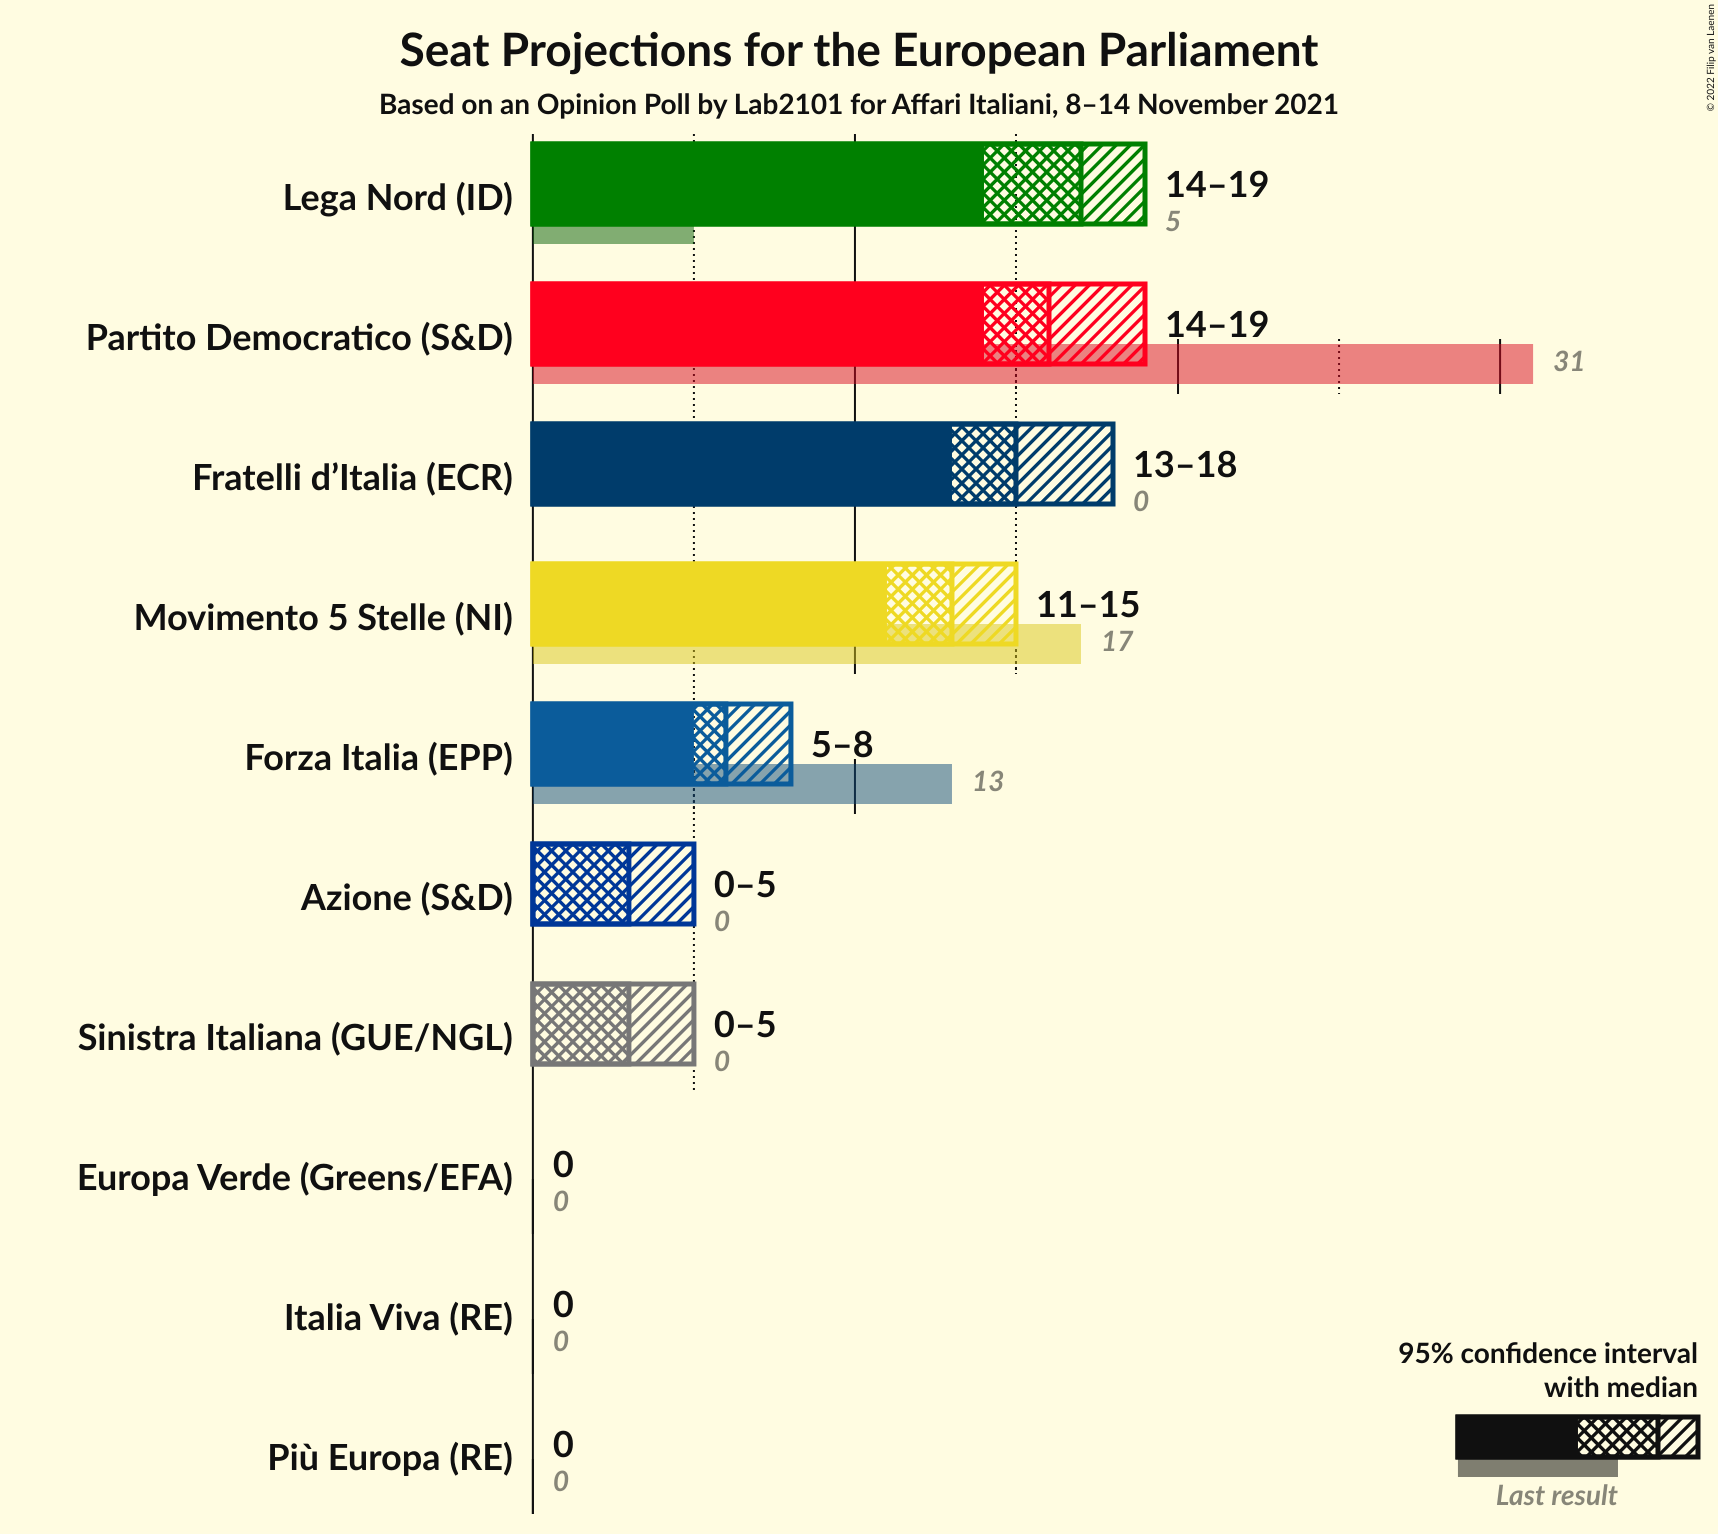 Seat Projections for the European Parliament
Based on an Opinion Poll by Lab2101 for Affari Italiani, 8–14 November 2021
© 2022 Filip van Laenen
Lega Nord (ID)
14–19
5
Partito Democratico (S&D)
14–19
31
Fratelli d’Italia (ECR)
13–18
0
Movimento 5 Stelle (NI)
11–15
17
Forza Italia (EPP)
5–8
13
Azione (S&D)
0–5
0
Sinistra Italiana (GUE/NGL)
0–5
0
Europa Verde (Greens/EFA)
0
0
Italia Viva (RE)
0
0
Più Europa (RE)
0
0
95% confidence interval
with median
Last result